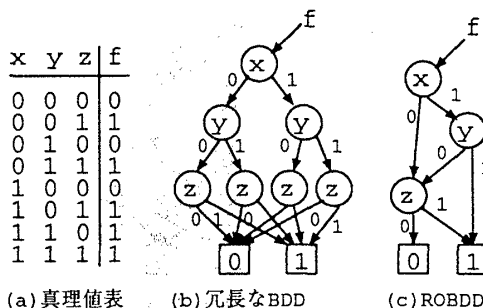 x y z f
0 0 0 0
0 0 1 1
0 1 0 0
0 1 1 1
1 0 0 0
1 0 1 1
1 1 0 1
1 1 1 1
(a)真理値表
f
x
0 1
y y
0 1 0 1
z z z z
0 1 0 1
0 1
(b)冗長なBDD
f
x
0 1
y
0 1
z
0 1
0 1
(c)ROBDD